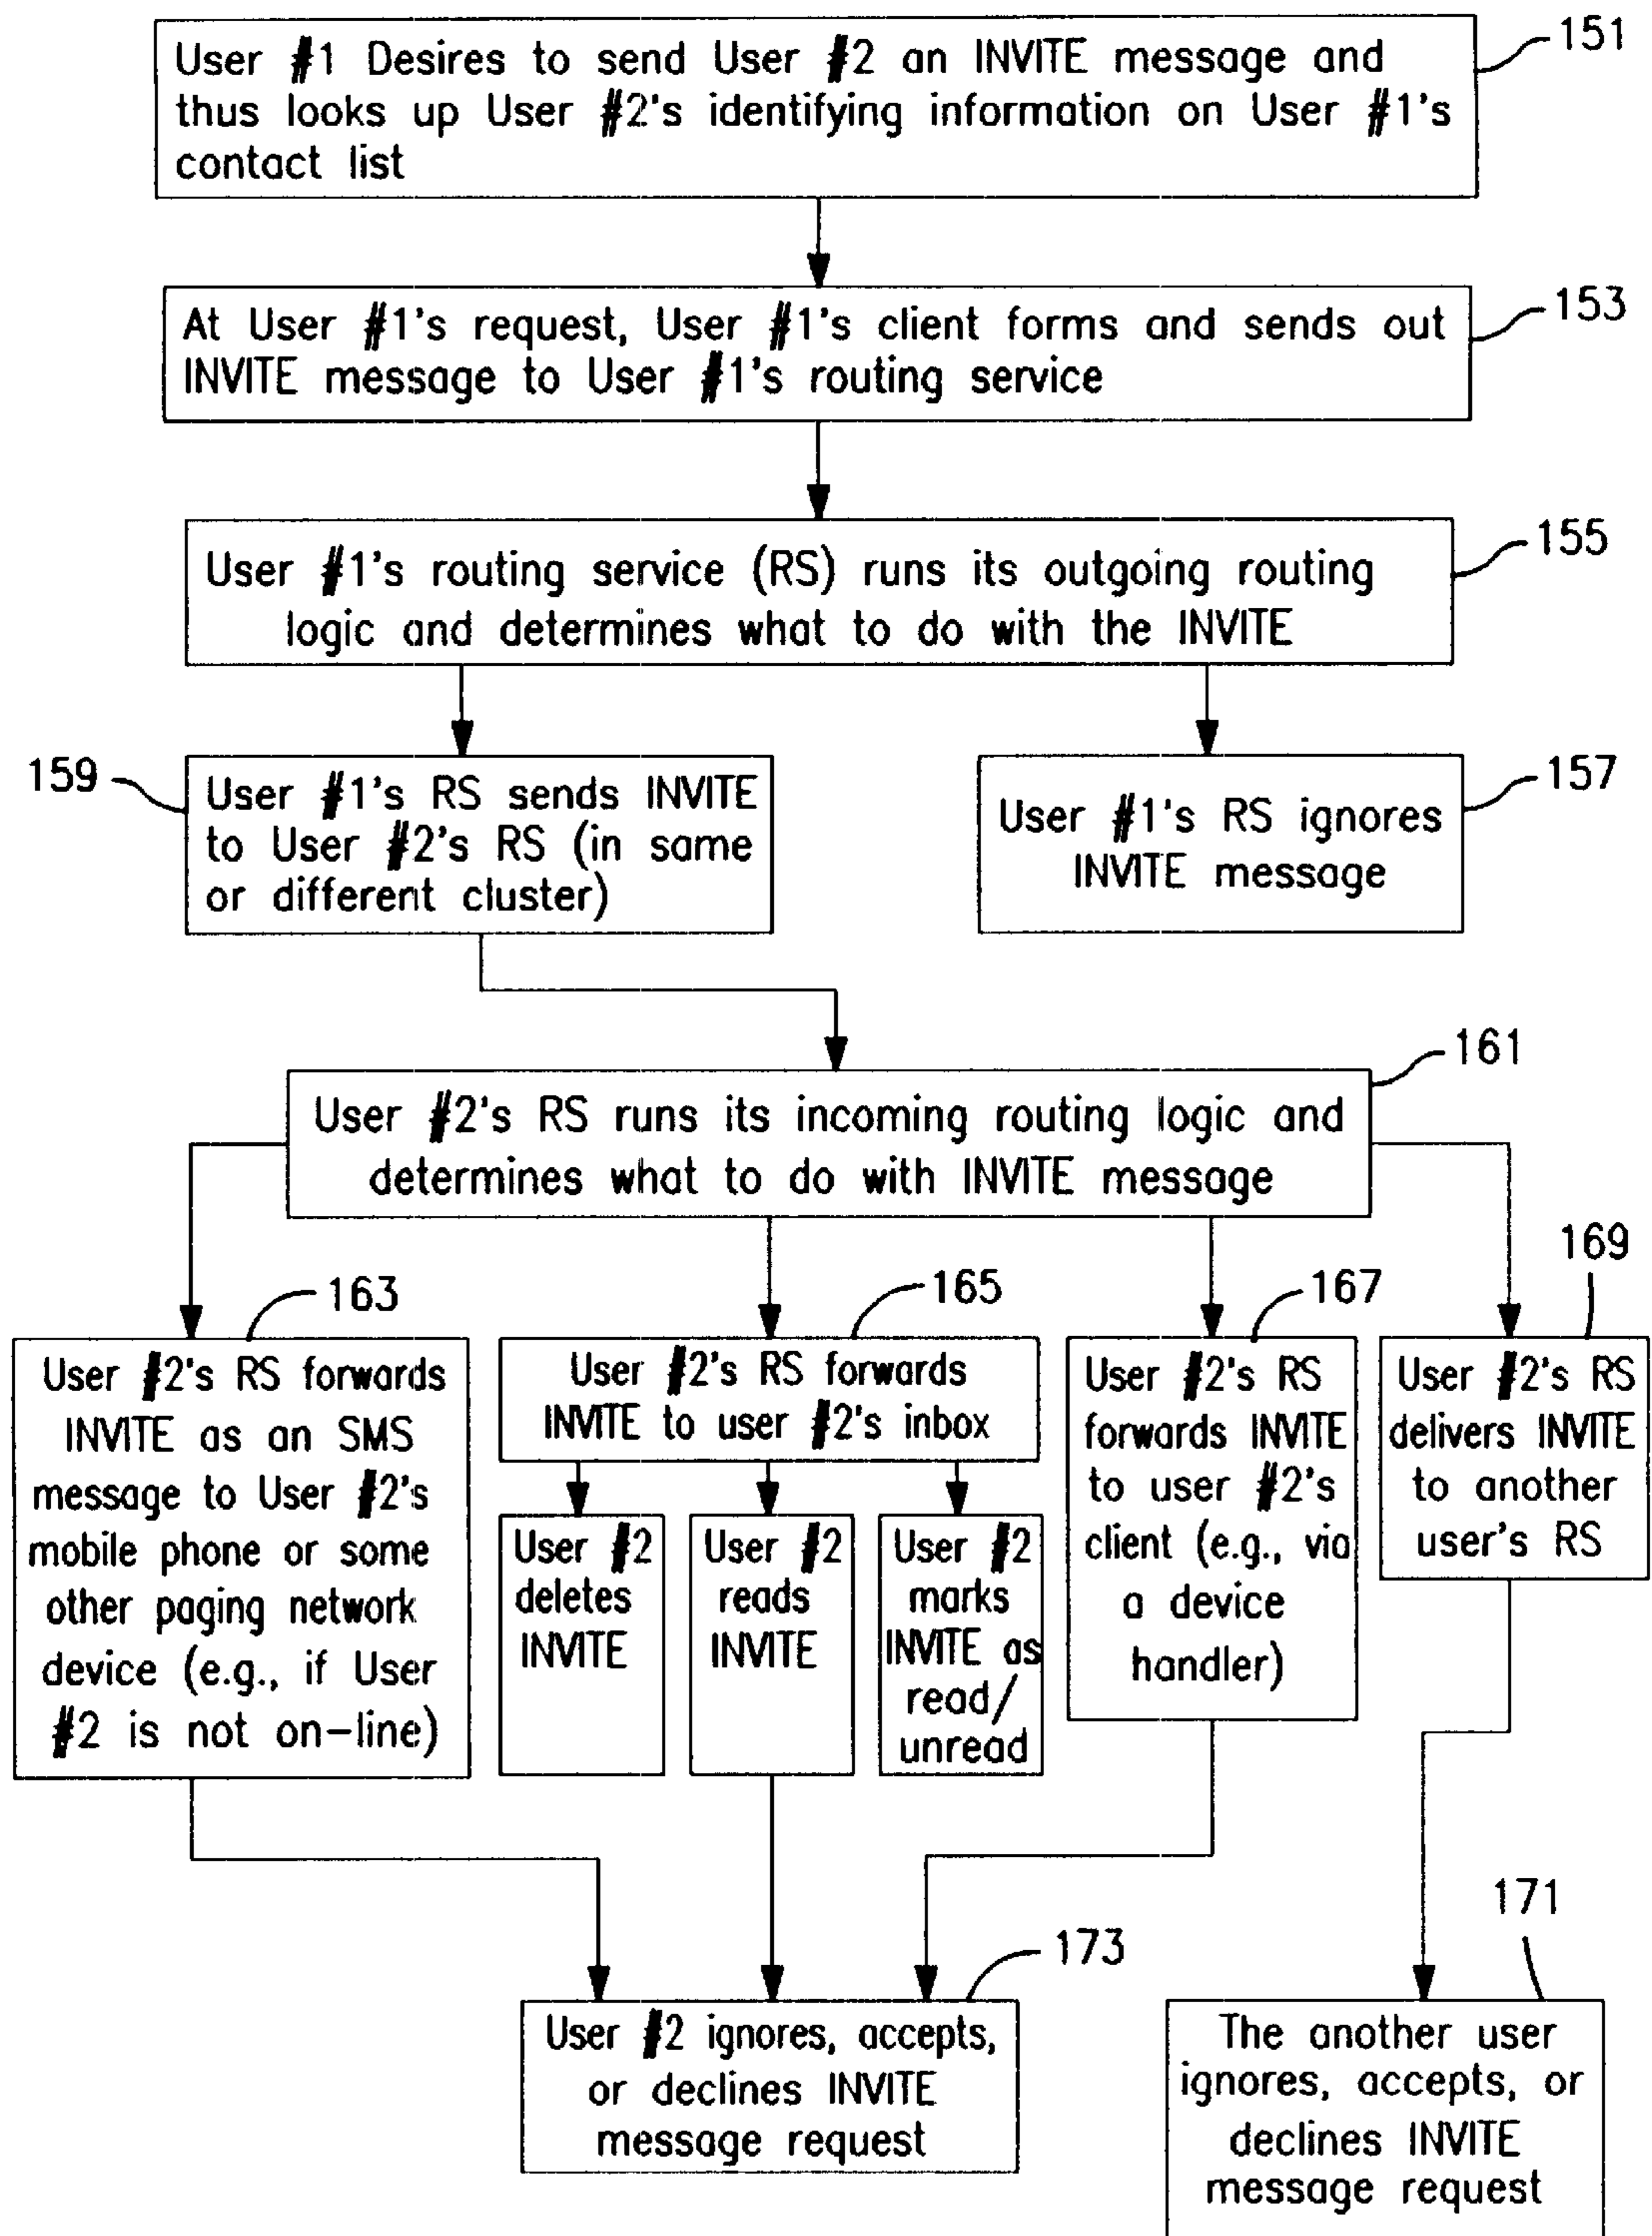 User #1 Desires to send User #2 an INVITE message and
thus looks up User #2's identifying information on User #1's
contact list
151
At User #1's request, User #1's client forms and sends out
INVITE message to User #1's routing service
153
User #1's routing service (RS) runs its outgoing routing
logic and determines what to do with the INVITE
155
159
User #1's RS sends INVITE
to User #2's RS (in same
or different cluster)
User #1's RS ignores
INVITE message
157
161
User #2's RS runs its incoming routing logic and
determines what to do with INVITE message
163
User #2's RS forwards
INVITE as an SMS
message to User #2's
mobile phone or some
other paging network
device (e.g., if User
#2 is not on-line)
165
User #2's RS forwards
INVITE to user #2's inbox
User #2
deletes
INVITE
User #2
reads
INVITE
User #2
marks
INVITE as
read/
unread
167
User #2's RS
forwards INVITE
to user #2's
client (e.g., via
a device
handler)
169
User #2's RS
delivers INVITE
to another
user's RS
173
User #2 ignores, accepts,
or declines INVITE
message request
171
The another user
ignores, accepts, or
declines INVITE
message request